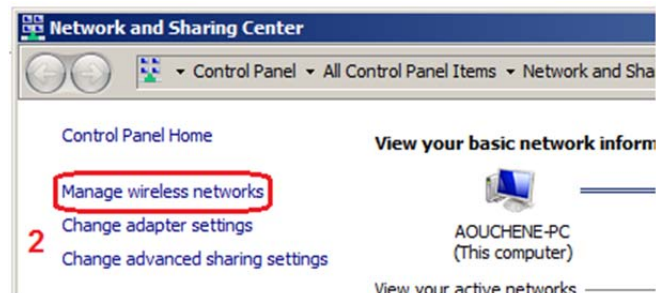 Network and Sharing Center
Control Panel ▾ All Control Panel Items ▾ Network and Sha
Control Panel Home
View your basic network inform
Manage wireless networks
Change adapter settings
2
AOUCHENE-PC
(This computer)
Change advanced sharing settings
View your active networks